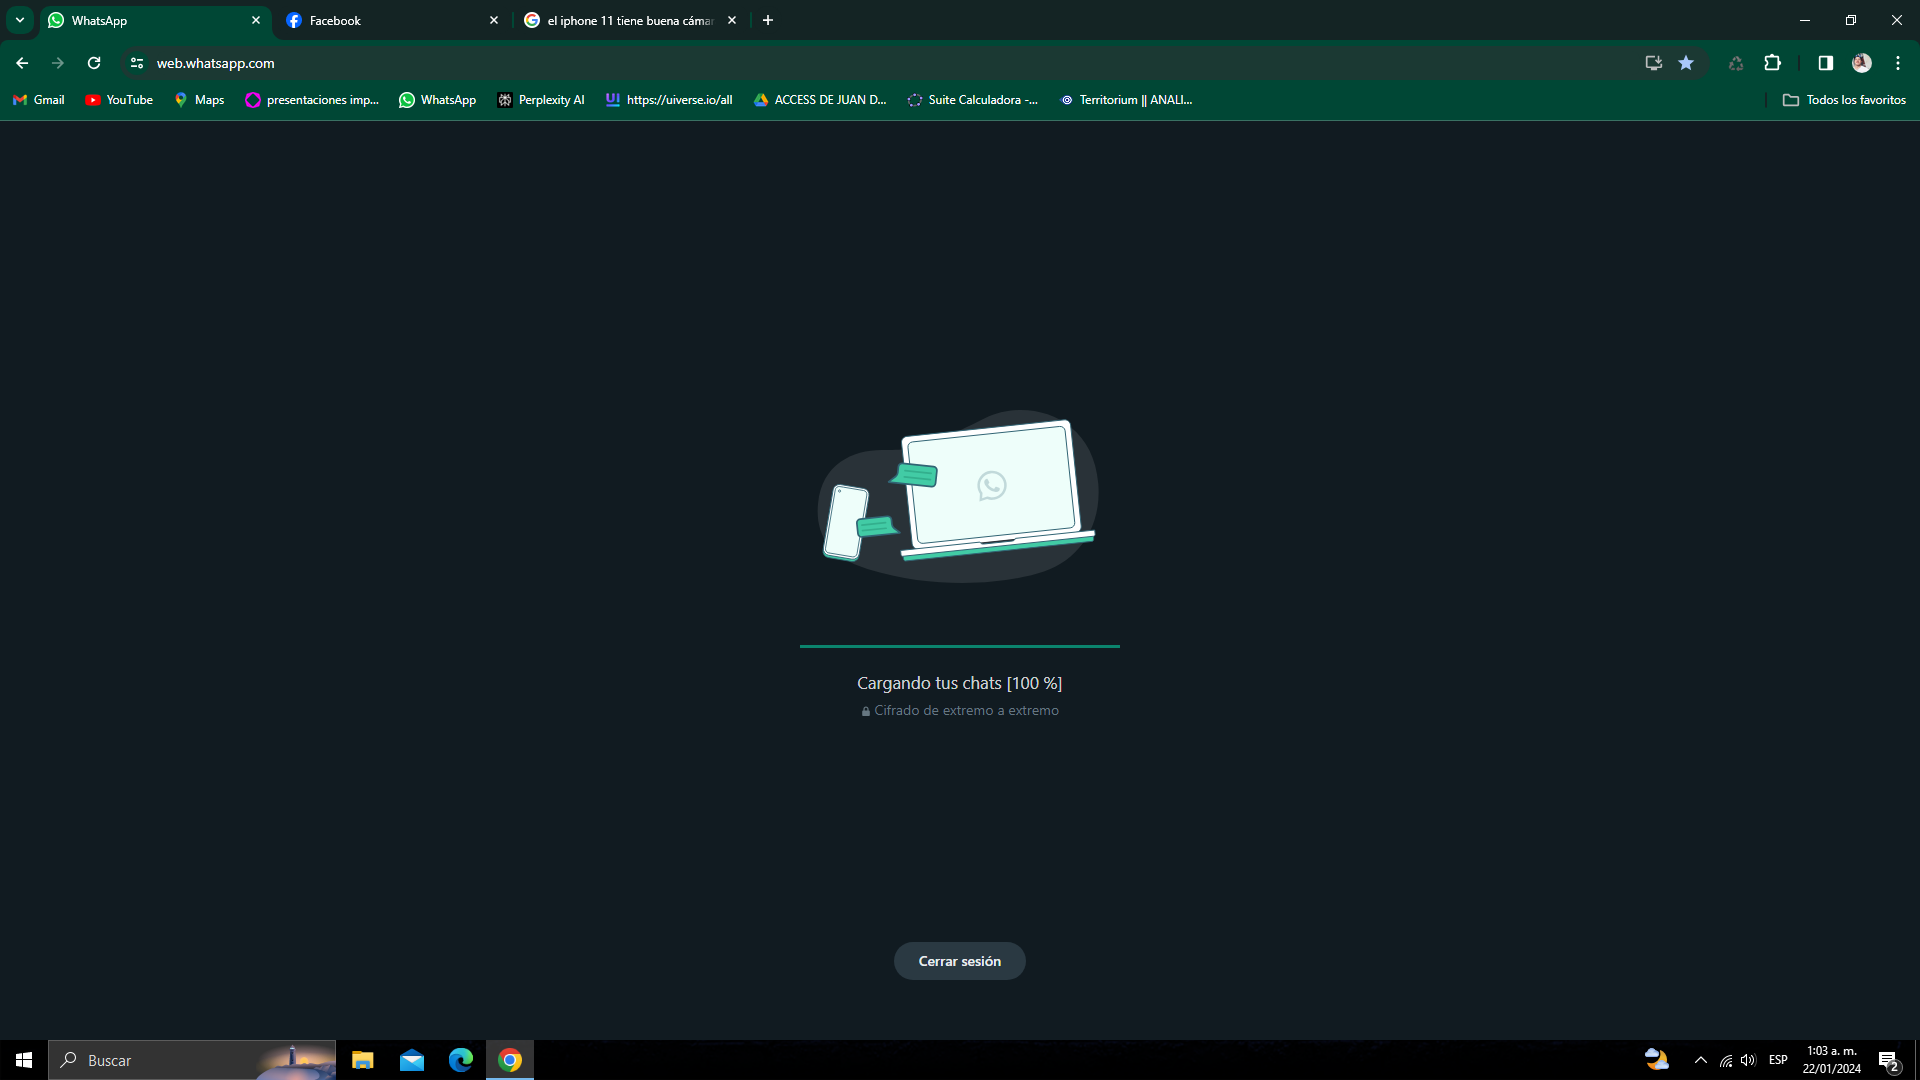 WhatsApp
Facebook
el iphone 11 tiene buena cámar
web.whatsapp.com
Gmail
YouTube
Maps
presentaciones imp...
WhatsApp
Perplexity AI
https://uiverse.io/all
ACCESS DE JUAN D...
Suite Calculadora -...
Territorium || ANALI...
Todos los favoritos
Cargando tus chats [100 %]
Cifrado de extremo a extremo
Cerrar sesión
Buscar
ESP
1:03 a. m.
22/01/2024
2